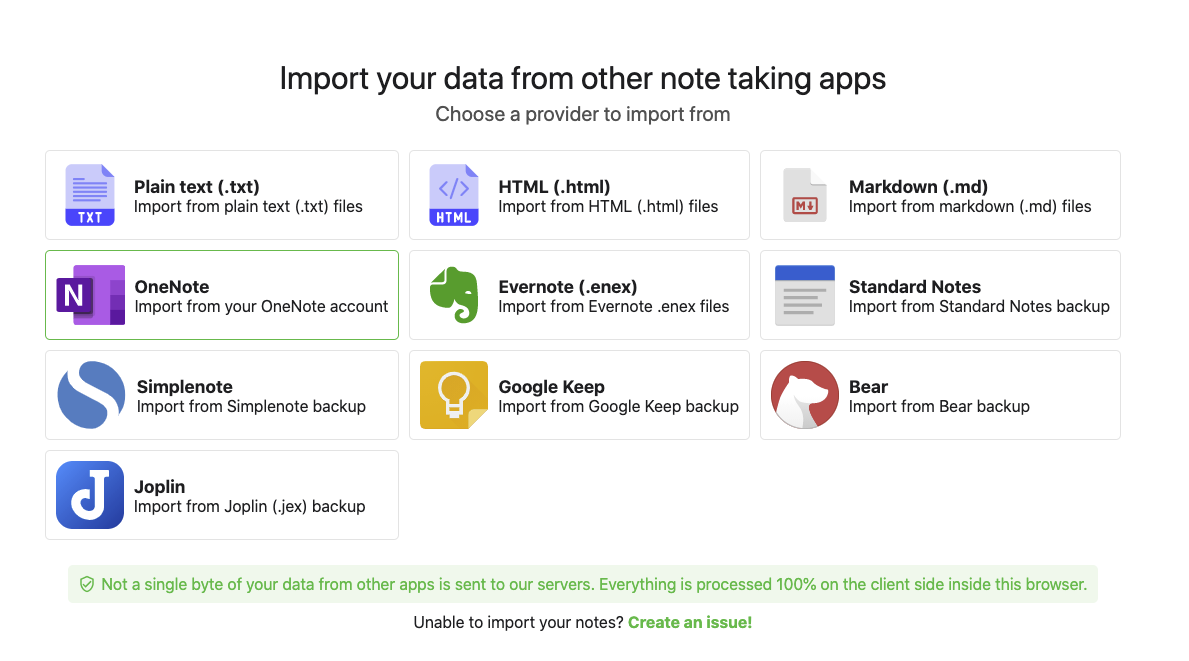 Import your data from other note taking apps
Choose a provider to import from
TXT
Plain text (.txt)
Import from plain text (.txt) files
</>
HTML
HTML (.html)
Import from HTML (.html) files
M
Markdown (.md)
Import from markdown (.md) files
N
OneNote
Import from your OneNote account
Evernote (.enex)
Import from Evernote .enex files
Standard Notes
Import from Standard Notes backup
Simplenote
Import from Simplenote backup
Google Keep
Import from Google Keep backup
Bear
Import from Bear backup
J
Joplin
Import from Joplin (.jex) backup
Not a single byte of your data from other apps is sent to our servers. Everything is processed 100% on the client side inside this browser.
Unable to import your notes? Create an issue!